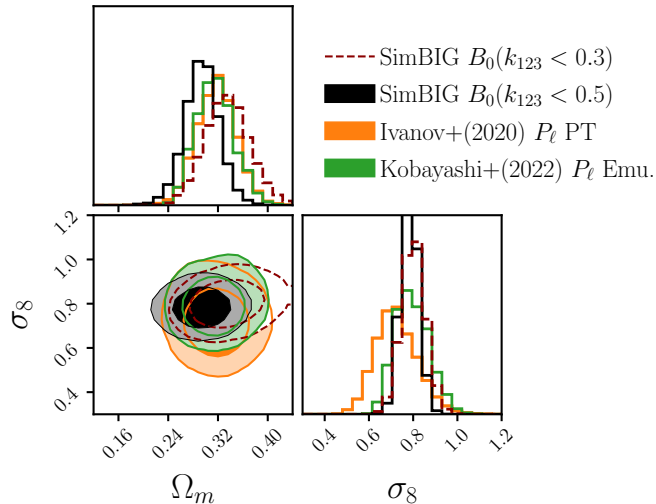 SimBIG B₀(k₁₂₃ < 0.3)
SimBIG B₀(k₁₂₃ < 0.5)
Ivanov+(2020) Pℓ PT
Kobayashi+(2022) Pℓ Emu.
1.2
1.0
0.8
0.6
0.4
σ₈
0.16
0.24
0.32
0.40
Ωₘ
0.4
0.6
0.8
1.0
1.2
σ₈